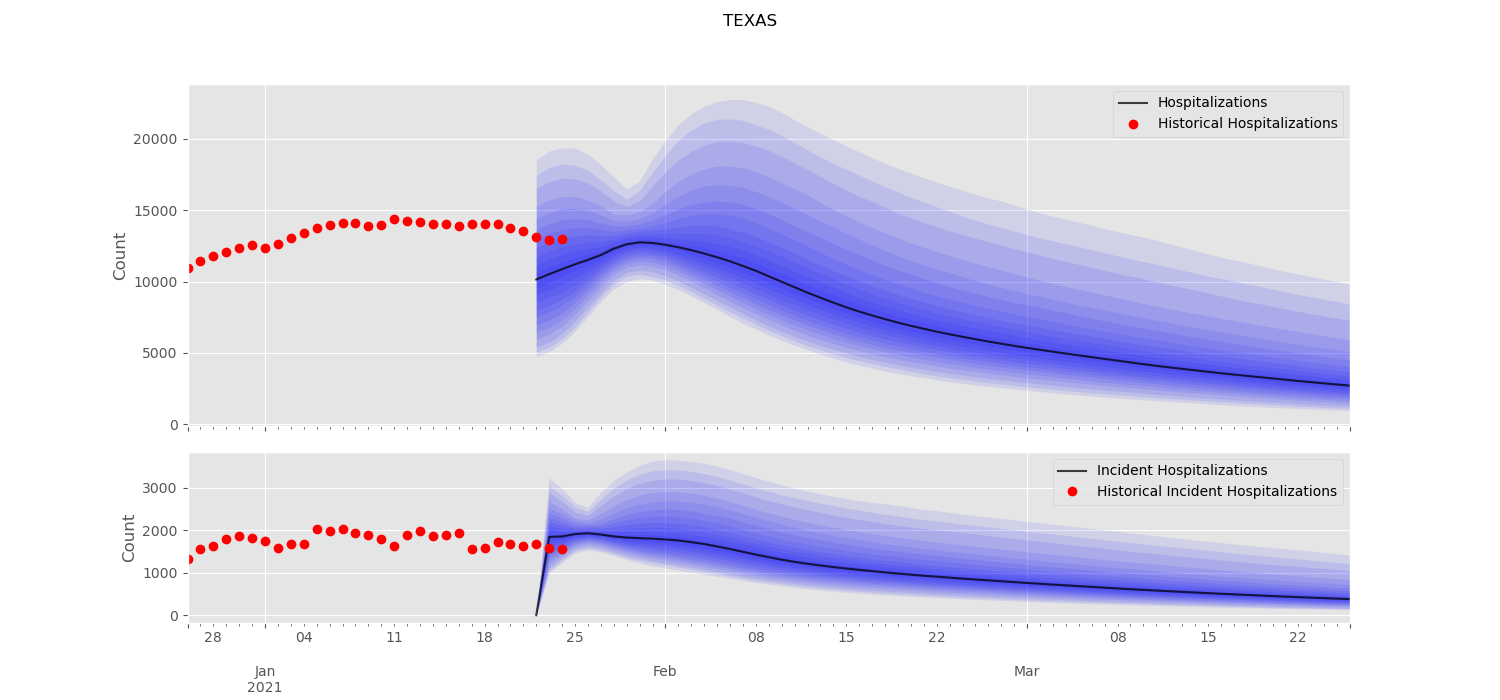 TEXAS
Hospitalizations
Historical Hospitalizations
Count
20000
15000
10000
5000
0
Incident Hospitalizations
Historical Incident Hospitalizations
Count
3000
2000
1000
0
28 04 11 18 25 08 15 22 08 15 22
Jan Feb Mar
2021